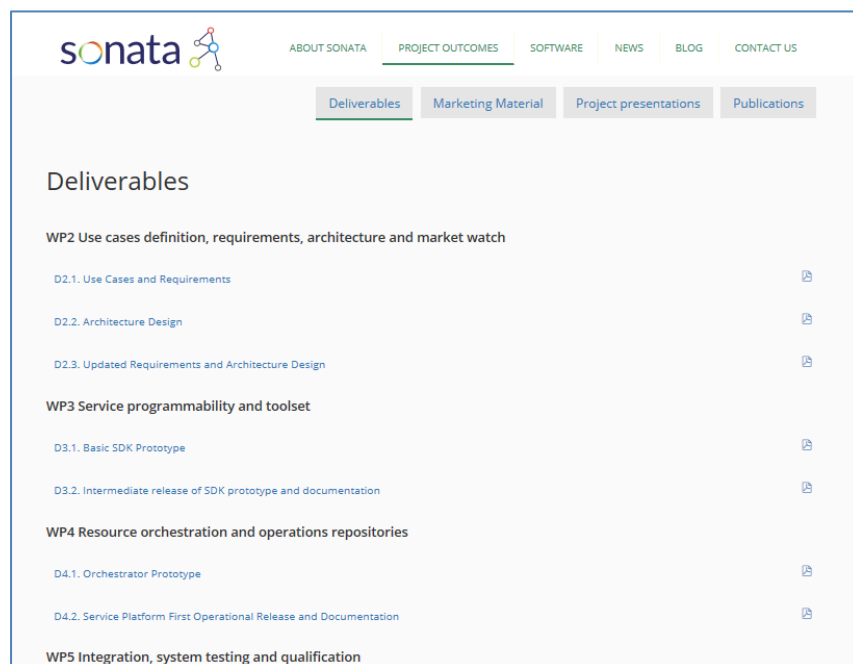 sonata
ABOUT SONATA PROJECT OUTCOMES SOFTWARE NEWS BLOG CONTACT US
Deliverables Marketing Material Project presentations Publications
Deliverables
WP2 Use cases definition, requirements, architecture and market watch
D2.1. Use Cases and Requirements
D2.2. Architecture Design
D2.3. Updated Requirements and Architecture Design
WP3 Service programmability and toolset
D3.1. Basic SDK Prototype
D3.2. Intermediate release of SDK prototype and documentation
WP4 Resource orchestration and operations repositories
D4.1. Orchestrator Prototype
D4.2. Service Platform First Operational Release and Documentation
WP5 Integration, system testing and qualification